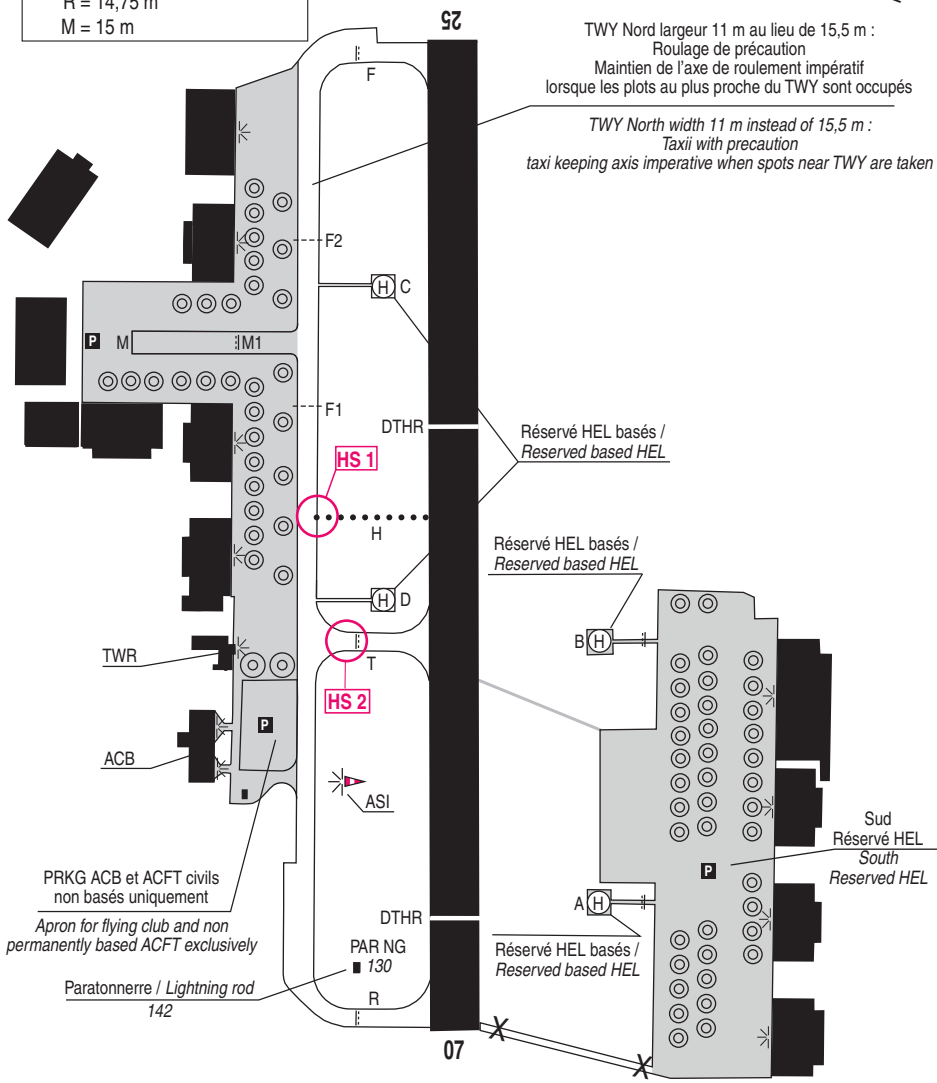 R = 14,75 m
M = 15 m
25
TWY Nord largeur 11 m au lieu de 15,5 m :
Roulage de précaution
Maintien de l'axe de roulement impératif
lorsque les plots au plus proche du TWY sont occupés
TWY North width 11 m instead of 15,5 m :
Taxii with precaution
taxi keeping axis imperative when spots near TWY are taken
F
F2
H
C
P
M
M1
F1
DTHR
Réservé HEL basés /
Reserved based HEL
HS 1
H
Réservé HEL basés /
Reserved based HEL
H
D
B
H
TWR
T
HS 2
P
ACB
ASI
Sud
Réservé HEL
South
Reserved HEL
P
PRKG ACB et ACFT civils
non basés uniquement
Apron for flying club and non
permanently based ACFT exclusively
DTHR
A
H
PAR NG
130
Réservé HEL basés /
Reserved based HEL
Paratonnerre / Lightning rod
142
R
07
X
X